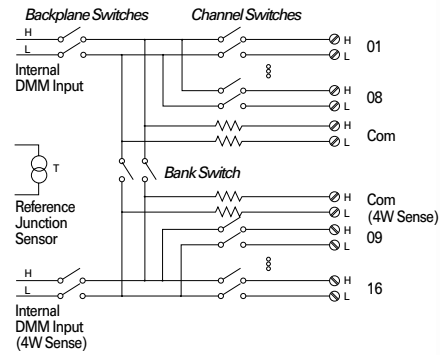 Backplane Switches
Channel Switches
H
L
Internal
DMM Input
H
L
01
H
L
08
H
L
Com
T
Bank Switch
Reference
Junction
Sensor
H
L
Com
(4W Sense)
H
L
09
H
L
Internal
DMM Input
(4W Sense)
H
L
16